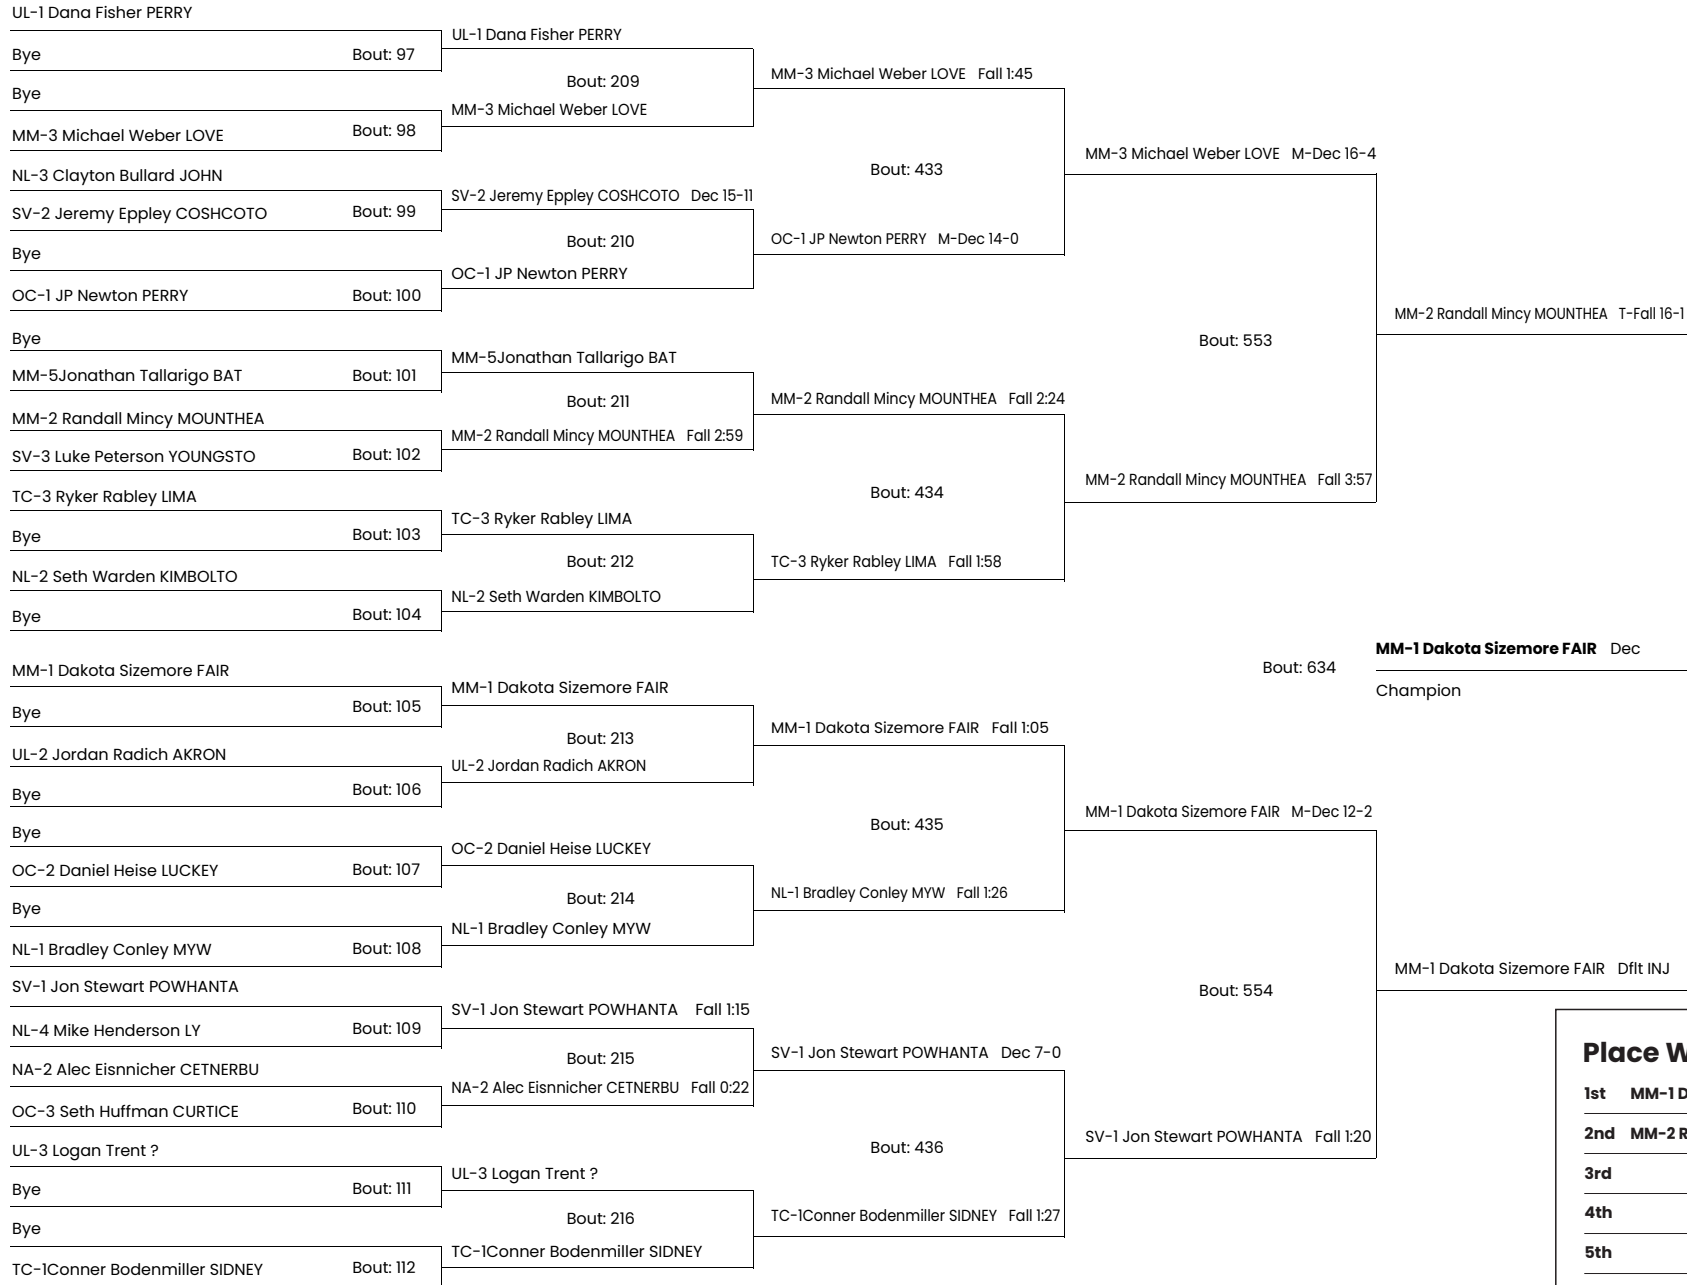 UL-1 Dana Fisher PERRY
Bye
Bout: 97
Bye
MM-3 Michael Weber LOVE
Bout: 98
NL-3 Clayton Bullard JOHN
SV-2 Jeremy Eppley COSHCOTO
Bout: 99
Bye
OC-1 JP Newton PERRY
Bout: 100
Bye
MM-5Jonathan Tallarigo BAT
Bout: 101
MM-2 Randall Mincy MOUNTHEA
SV-3 Luke Peterson YOUNGSTO
Bout: 102
TC-3 Ryker Rabley LIMA
Bye
Bout: 103
NL-2 Seth Warden KIMBOLTO
Bye
Bout: 104
MM-1 Dakota Sizemore FAIR
Bye
Bout: 105
UL-2 Jordan Radich AKRON
Bye
Bout: 106
Bye
OC-2 Daniel Heise LUCKEY
Bout: 107
Bye
NL-1 Bradley Conley MYW
Bout: 108
SV-1 Jon Stewart POWHANTA
NL-4 Mike Henderson LY
Bout: 109
NA-2 Alec Eisnnicher CETNERBU
OC-3 Seth Huffman CURTICE
Bout: 110
UL-3 Logan Trent ?
Bye
Bout: 111
Bye
TC-1Conner Bodenmiller SIDNEY
Bout: 112
UL-1 Dana Fisher PERRY
Bout: 209
MM-3 Michael Weber LOVE
SV-2 Jeremy Eppley COSHCOTO Dec 15-11
Bout: 210
OC-1 JP Newton PERRY
MM-5Jonathan Tallarigo BAT
Bout: 211
MM-2 Randall Mincy MOUNTHEA Fall 2:59
TC-3 Ryker Rabley LIMA
Bout: 212
NL-2 Seth Warden KIMBOLTO
MM-1 Dakota Sizemore FAIR
Bout: 213
UL-2 Jordan Radich AKRON
OC-2 Daniel Heise LUCKEY
Bout: 214
NL-1 Bradley Conley MYW
SV-1 Jon Stewart POWHANTA Fall 1:15
Bout: 215
NA-2 Alec Eisnnicher CETNERBU Fall 0:22
UL-3 Logan Trent ?
Bout: 216
TC-1Conner Bodenmiller SIDNEY
MM-3 Michael Weber LOVE Fall 1:45
Bout: 433
OC-1 JP Newton PERRY M-Dec 14-0
MM-2 Randall Mincy MOUNTHEA Fall 2:24
Bout: 434
TC-3 Ryker Rabley LIMA Fall 1:58
MM-1 Dakota Sizemore FAIR Fall 1:05
Bout: 435
NL-1 Bradley Conley MYW Fall 1:26
SV-1 Jon Stewart POWHANTA Dec 7-0
Bout: 436
TC-1Conner Bodenmiller SIDNEY Fall 1:27
MM-3 Michael Weber LOVE M-Dec 16-4
Bout: 553
MM-2 Randall Mincy MOUNTHEA Fall 3:57
MM-1 Dakota Sizemore FAIR M-Dec 12-2
Bout: 554
SV-1 Jon Stewart POWHANTA Fall 1:20
MM-2 Randall Mincy MOUNTHEA T-Fall 16-1
Bout: 634
MM-1 Dakota Sizemore FAIR Dec
Champion
MM-1 Dakota Sizemore FAIR Dflt INJ
Place W
1st MM-1 D
2nd MM-2 R
3rd
4th
5th